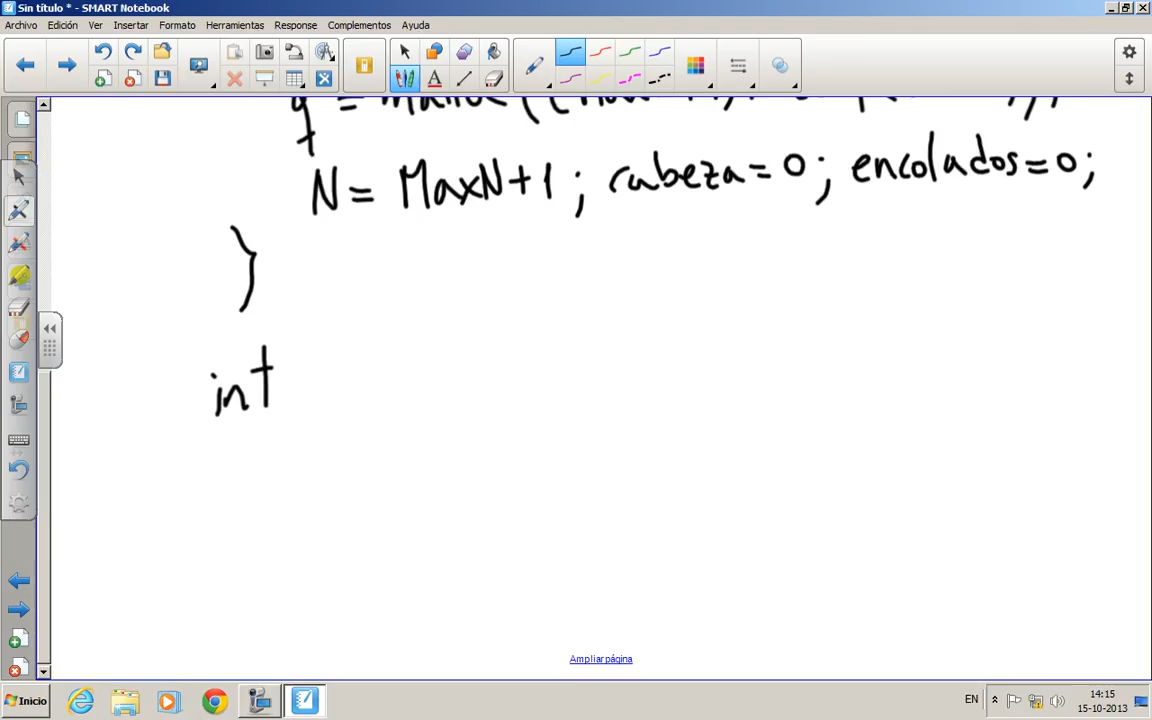 Sin título * - SMART Notebook
Archivo Edición Ver Insertar Formato Herramientas Response Complementos Ayuda
N = MaxN+1; cabeza=0; encolados=0;
}
int
Ampliar página
Inicio
EN
14:15
15-10-2013